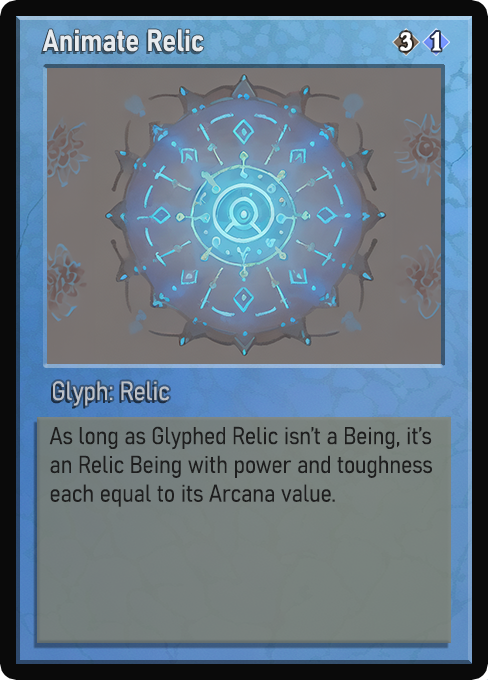 Animate Relic 3 1
Glyph: Relic
As long as Glyphed Relic isn't a Being, it's
an Relic Being with power and toughness
each equal to its Arcana value.